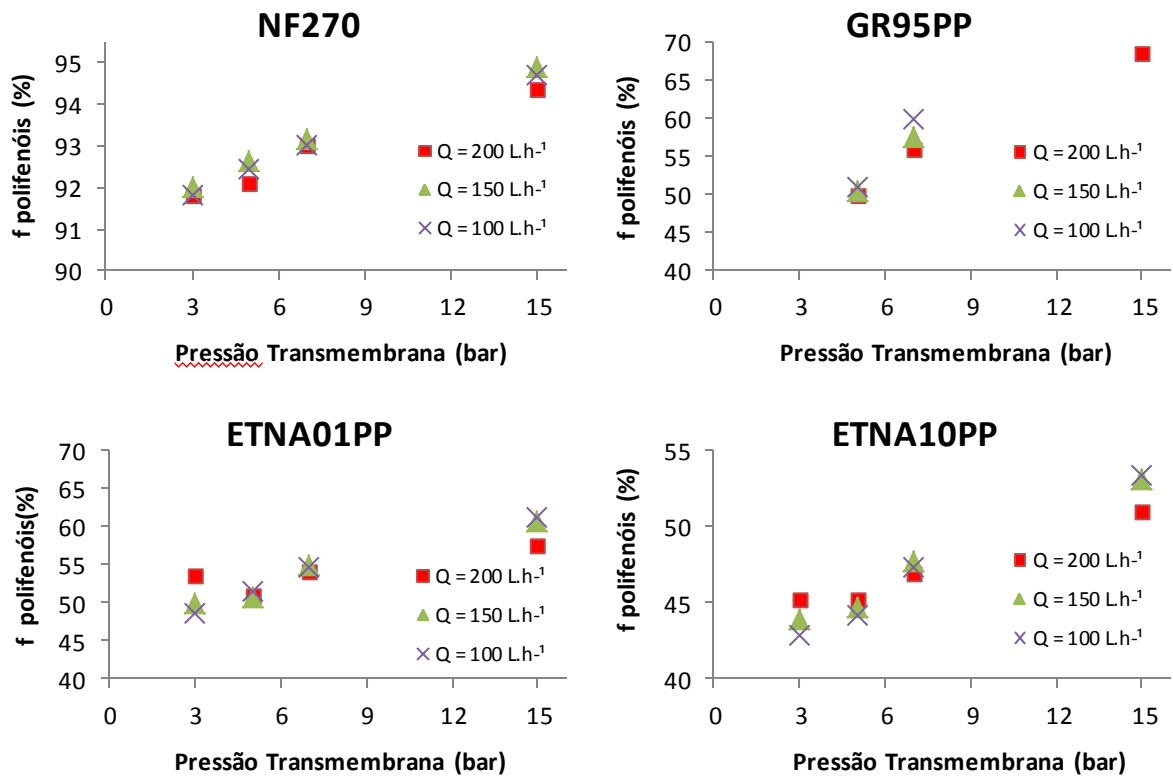 NF270
f polifenóis (%)
95
94
93
92
91
90
0 3 6 9 12 15
Pressão Transmembrana (bar)
Q = 200 L.h-¹
Q = 150 L.h-¹
Q = 100 L.h-¹
GR95PP
f polifenóis (%)
70
65
60
55
50
45
40
0 3 6 9 12 15
Pressão Transmembrana (bar)
Q = 200 L.h-¹
Q = 150 L.h-¹
Q = 100 L.h-¹
ETNA01PP
f polifenóis(%)
70
65
60
55
50
45
40
0 3 6 9 12 15
Pressão Transmembrana (bar)
Q = 200 L.h-¹
Q = 150 L.h-¹
Q = 100 L.h-¹
ETNA10PP
f polifenóis (%)
55
50
45
40
0 3 6 9 12 15
Pressão Transmembrana (bar)
Q = 200 L.h-¹
Q = 150 L.h-¹
Q = 100 L.h-¹